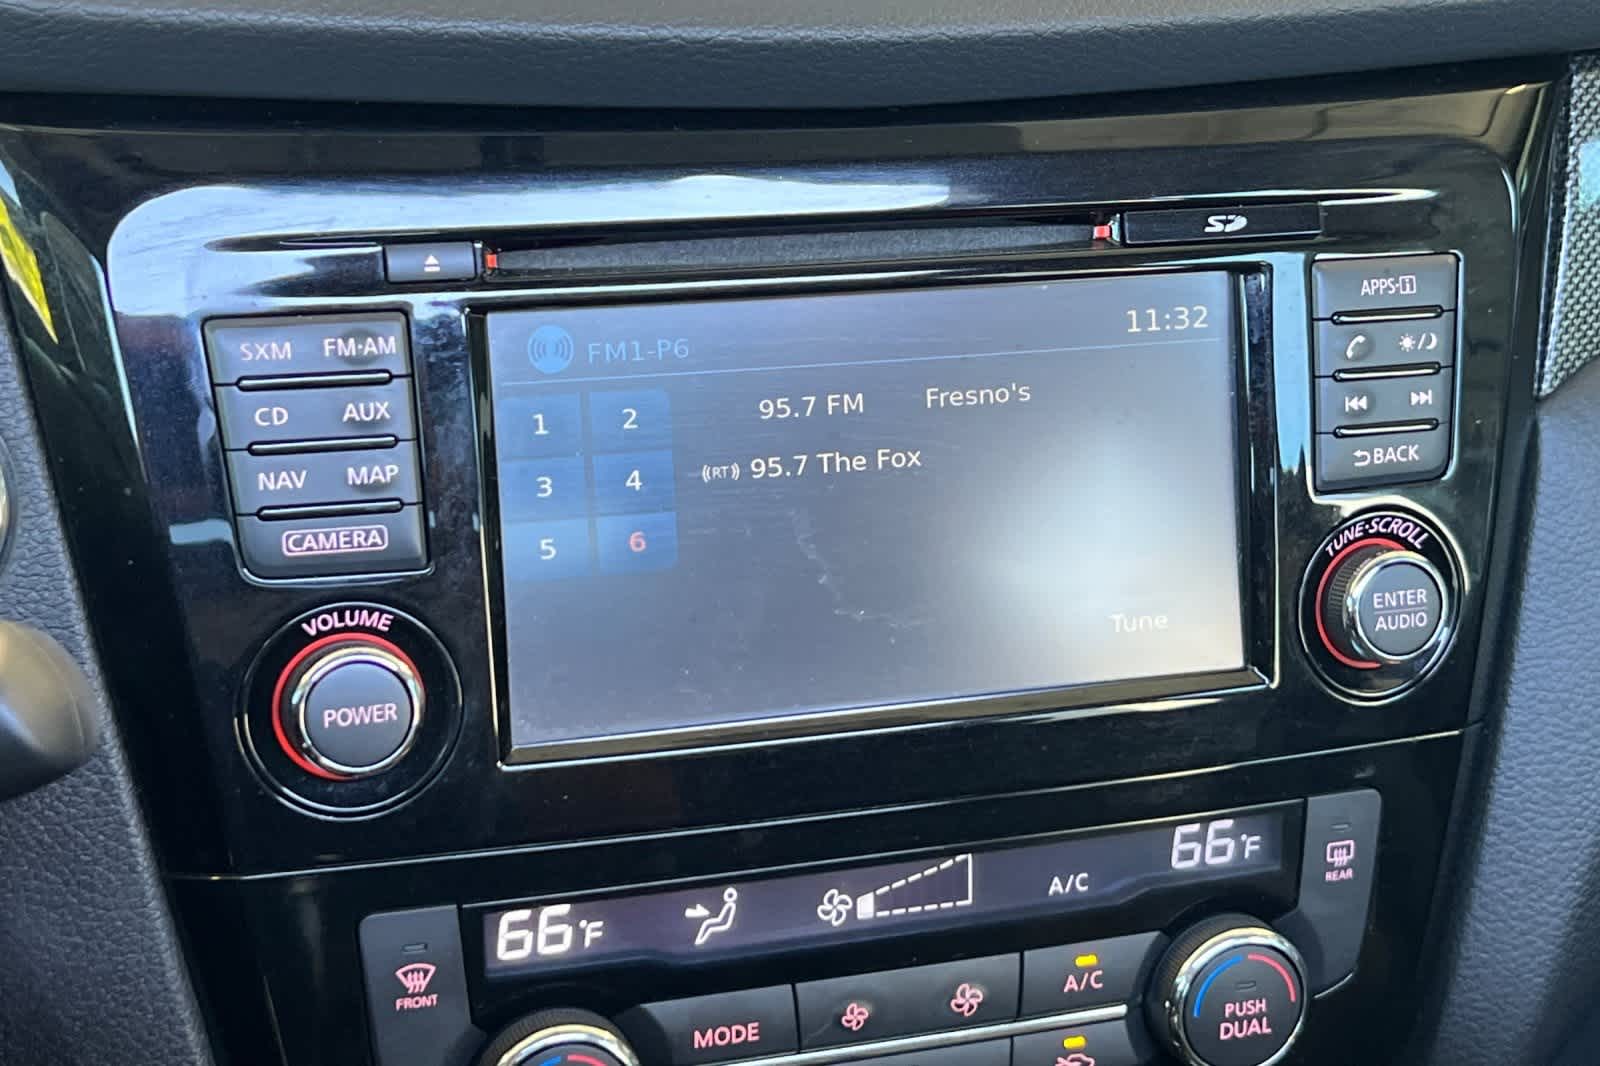 SD
APPS·i
SXM FM·AM
CD AUX
NAV MAP
CAMERA
FM1-P6
11:32
1 2
95.7 FM Fresno's
3 4
((RT)) 95.7 The Fox
5 6
Tune
BACK
TUNE·SCROLL
ENTER
AUDIO
VOLUME
POWER
66°F
A/C
66°F
REAR
FRONT
MODE
A/C
PUSH
DUAL